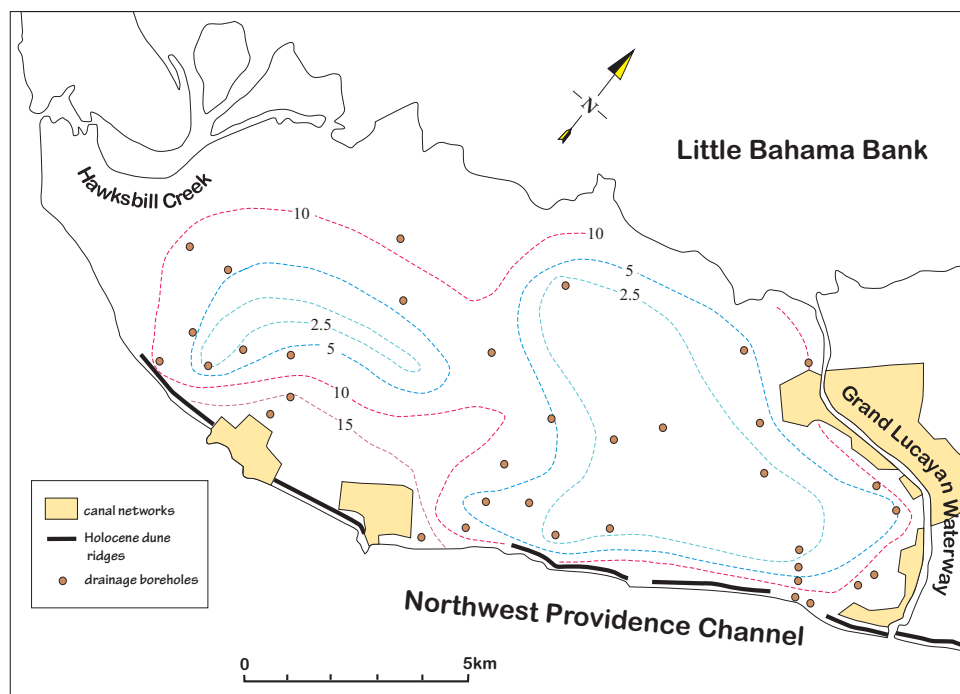 N
Little Bahama Bank
Hawksbill Creek
10
10
5
2.5
2.5
5
10
15
Grand Lucayan Waterway
canal networks
Holocene dune
ridges
drainage boreholes
Northwest Providence Channel
0
5km